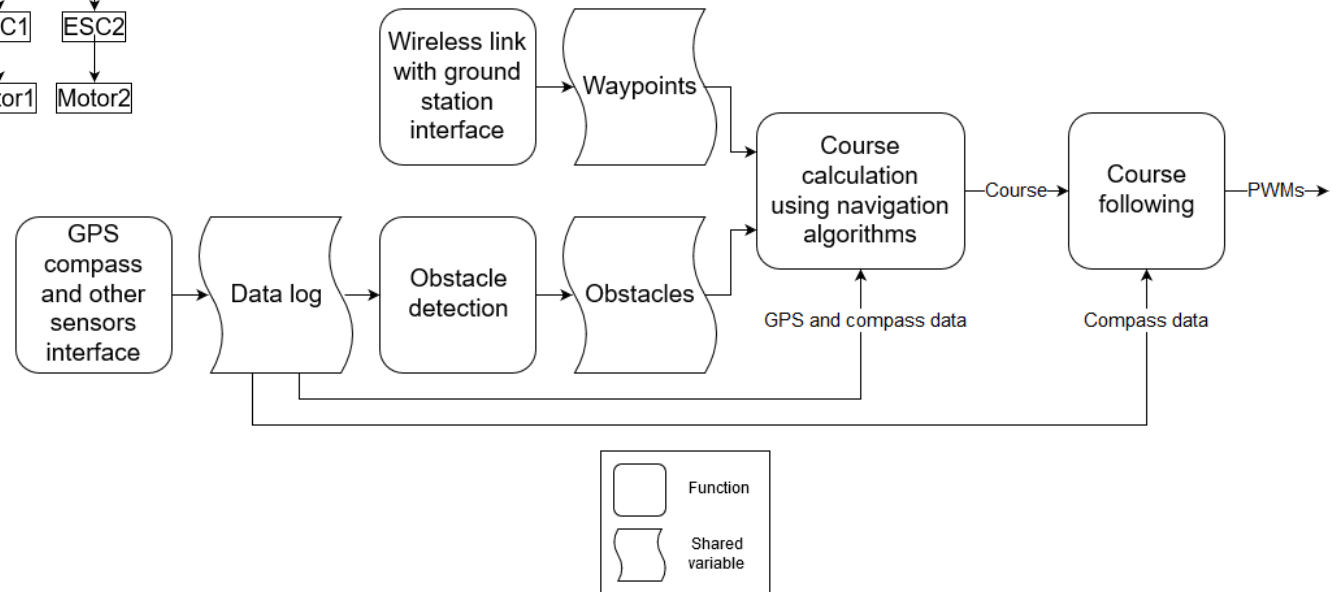 C1
ESC2
tor1
Motor2
Wireless link
with ground
station
interface
Waypoints
Course
calculation
using navigation
algorithms
Course
Course
following
PWMs
GPS
compass
and other
sensors
interface
Data log
Obstacle
detection
Obstacles
GPS and compass data
Compass data
Function
Shared
variable